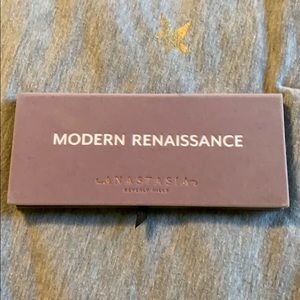 MODERN RENAISSANCE
ANASTASIA
BEVERLY HILLS